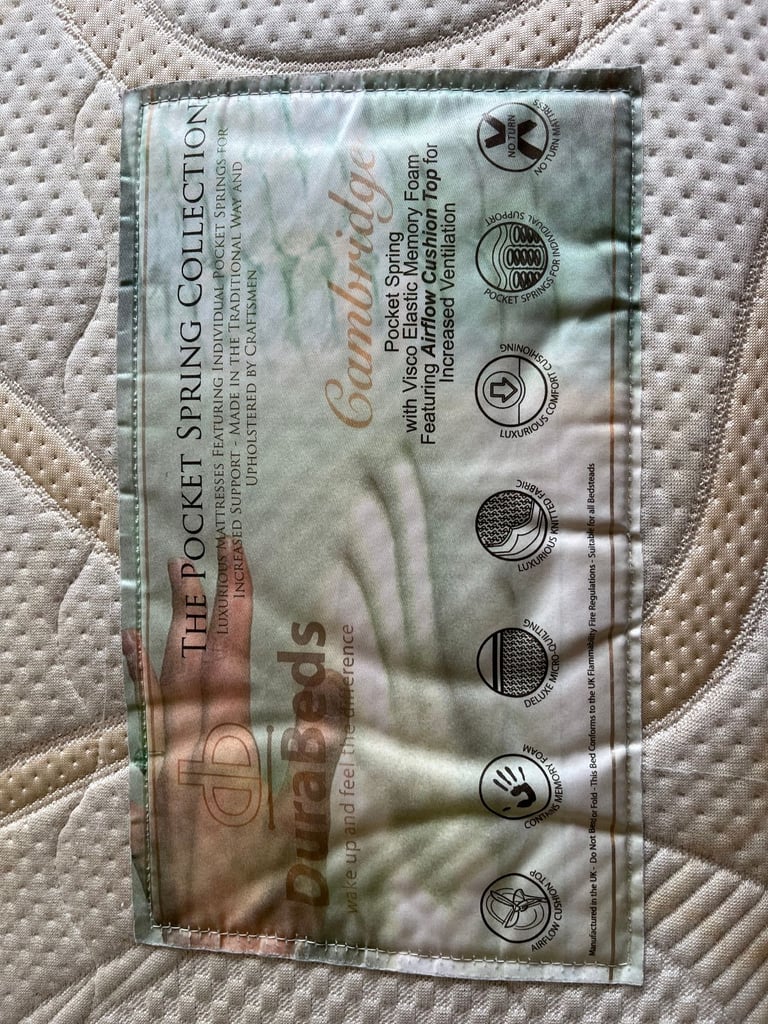 THE POCKET SPRING COLLECTION
LUXURIOUS MATTRESSES FEATURING INDIVIDUAL POCKET SPRINGS FOR
INCREASED SUPPORT - MADE IN THE TRADITIONAL WAY AND
UPHOLSTERED BY CRAFTSMEN
db
DuraBeds
wake up and feel the difference
Cambridge
Pocket Spring
with Visco Elastic Memory Foam
Featuring Airflow Cushion Top for
Increased Ventilation
AIRFLOW CUSHION TOP
CONTAINS MEMORY FOAM
DELUXE MICRO-QUILTING
LUXURIOUS KNITTED FABRIC
LUXURIOUS COMFORT CUSHIONING
POCKET SPRINGS FOR INDIVIDUAL SUPPORT
NO TURN
NO TURN MATTRESS
Manufactured in the UK - Do Not Bend or Fold - This Bed Conforms to the UK Flammabilty Fire Regulations - Suitable for all Bedsteads